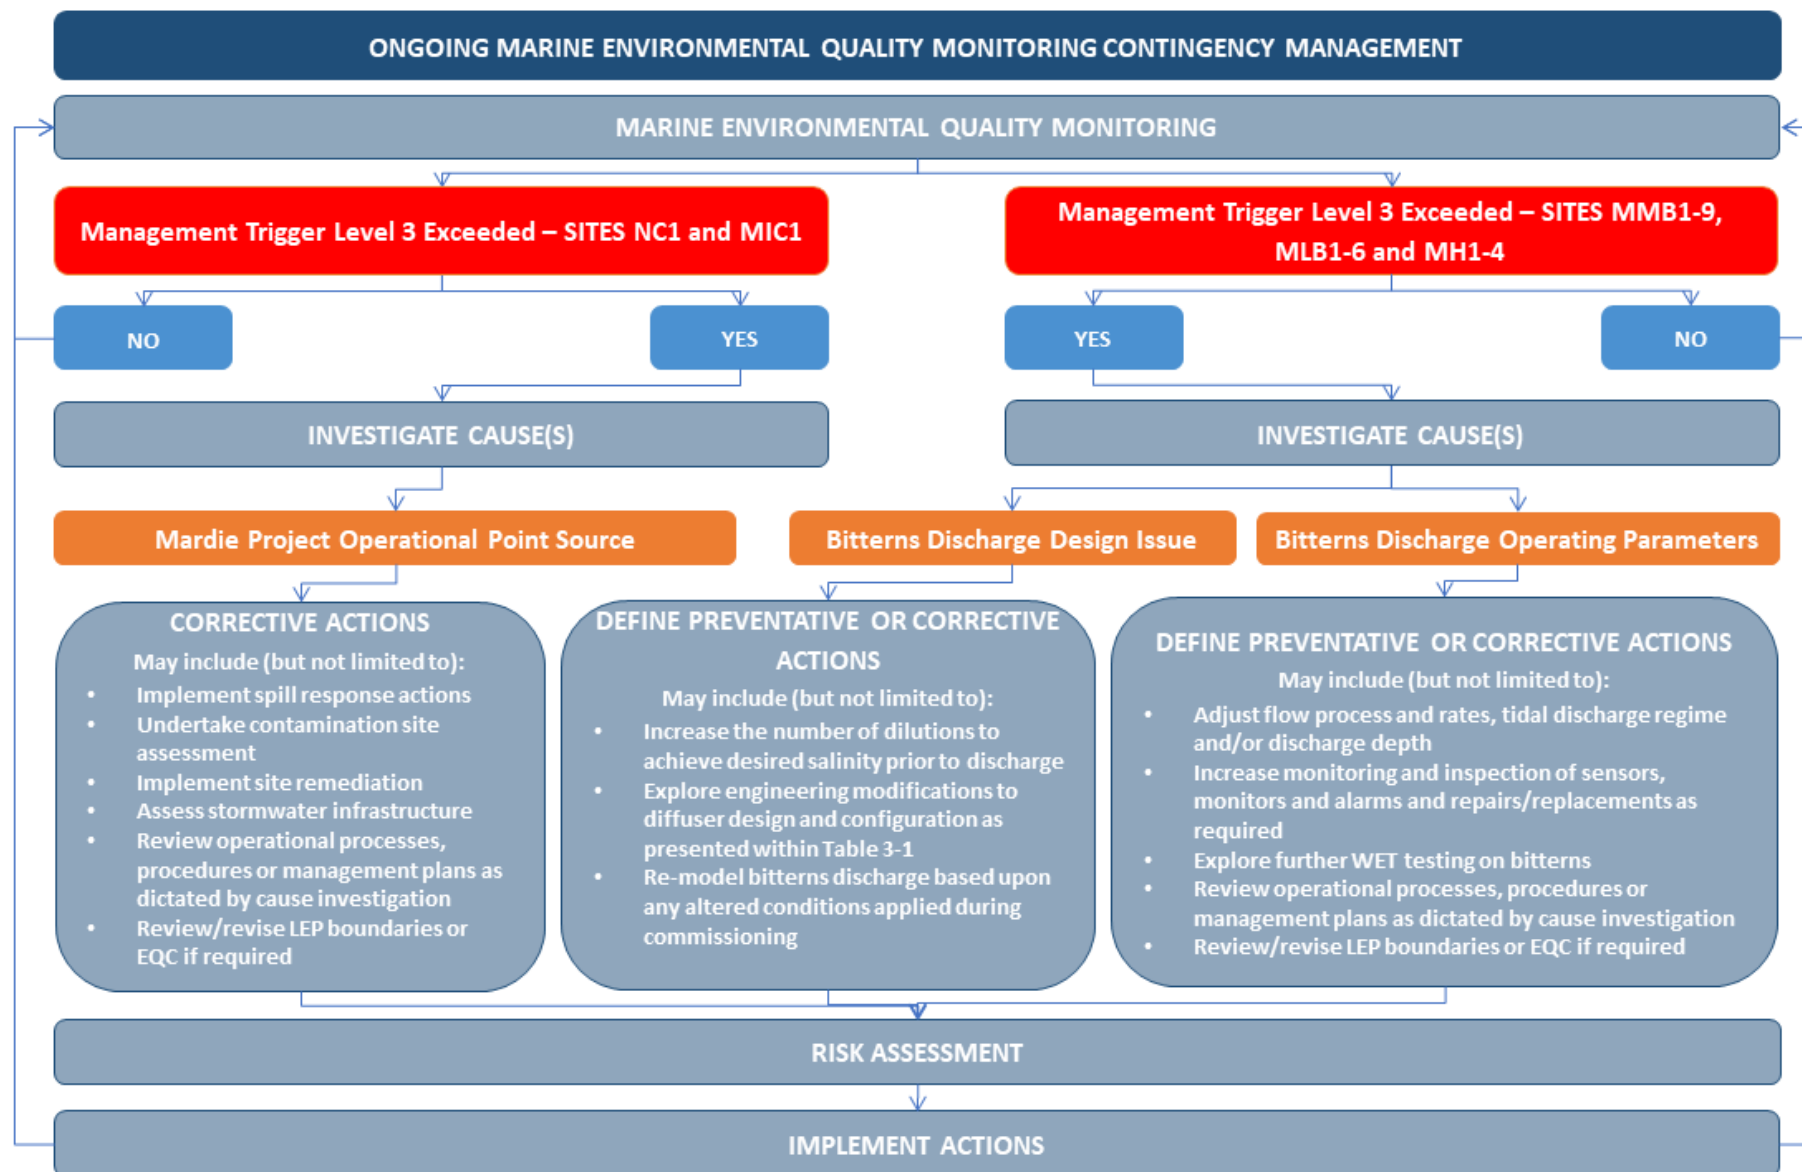 ONGOING MARINE ENVIRONMENTAL QUALITY MONITORING CONTINGENCY MANAGEMENT
MARINE ENVIRONMENTAL QUALITY MONITORING
Management Trigger Level 3 Exceeded – SITES NC1 and MIC1
Management Trigger Level 3 Exceeded – SITES MMB1-9,
MLB1-6 and MH1-4
NO
YES
YES
NO
INVESTIGATE CAUSE(S)
INVESTIGATE CAUSE(S)
Mardie Project Operational Point Source
Bitterns Discharge Design Issue
Bitterns Discharge Operating Parameters
CORRECTIVE ACTIONS
May include (but not limited to):
• Implement spill response actions
• Undertake contamination site
assessment
• Implement site remediation
• Assess stormwater infrastructure
• Review operational processes,
procedures or management plans as
dictated by cause investigation
• Review/revise LEP boundaries or
EQC if required
DEFINE PREVENTATIVE OR CORRECTIVE
ACTIONS
May include (but not limited to):
• Increase the number of dilutions to
achieve desired salinity prior to discharge
• Explore engineering modifications to
diffuser design and configuration as
presented within Table 3-1
• Re-model bitterns discharge based upon
any altered conditions applied during
commissioning
DEFINE PREVENTATIVE OR CORRECTIVE ACTIONS
May include (but not limited to):
• Adjust flow process and rates, tidal discharge regime
and/or discharge depth
• Increase monitoring and inspection of sensors,
monitors and alarms and repairs/replacements as
required
• Explore further WET testing on bitterns
• Review operational processes, procedures or
management plans as dictated by cause investigation
• Review/revise LEP boundaries or EQC if required
RISK ASSESSMENT
IMPLEMENT ACTIONS